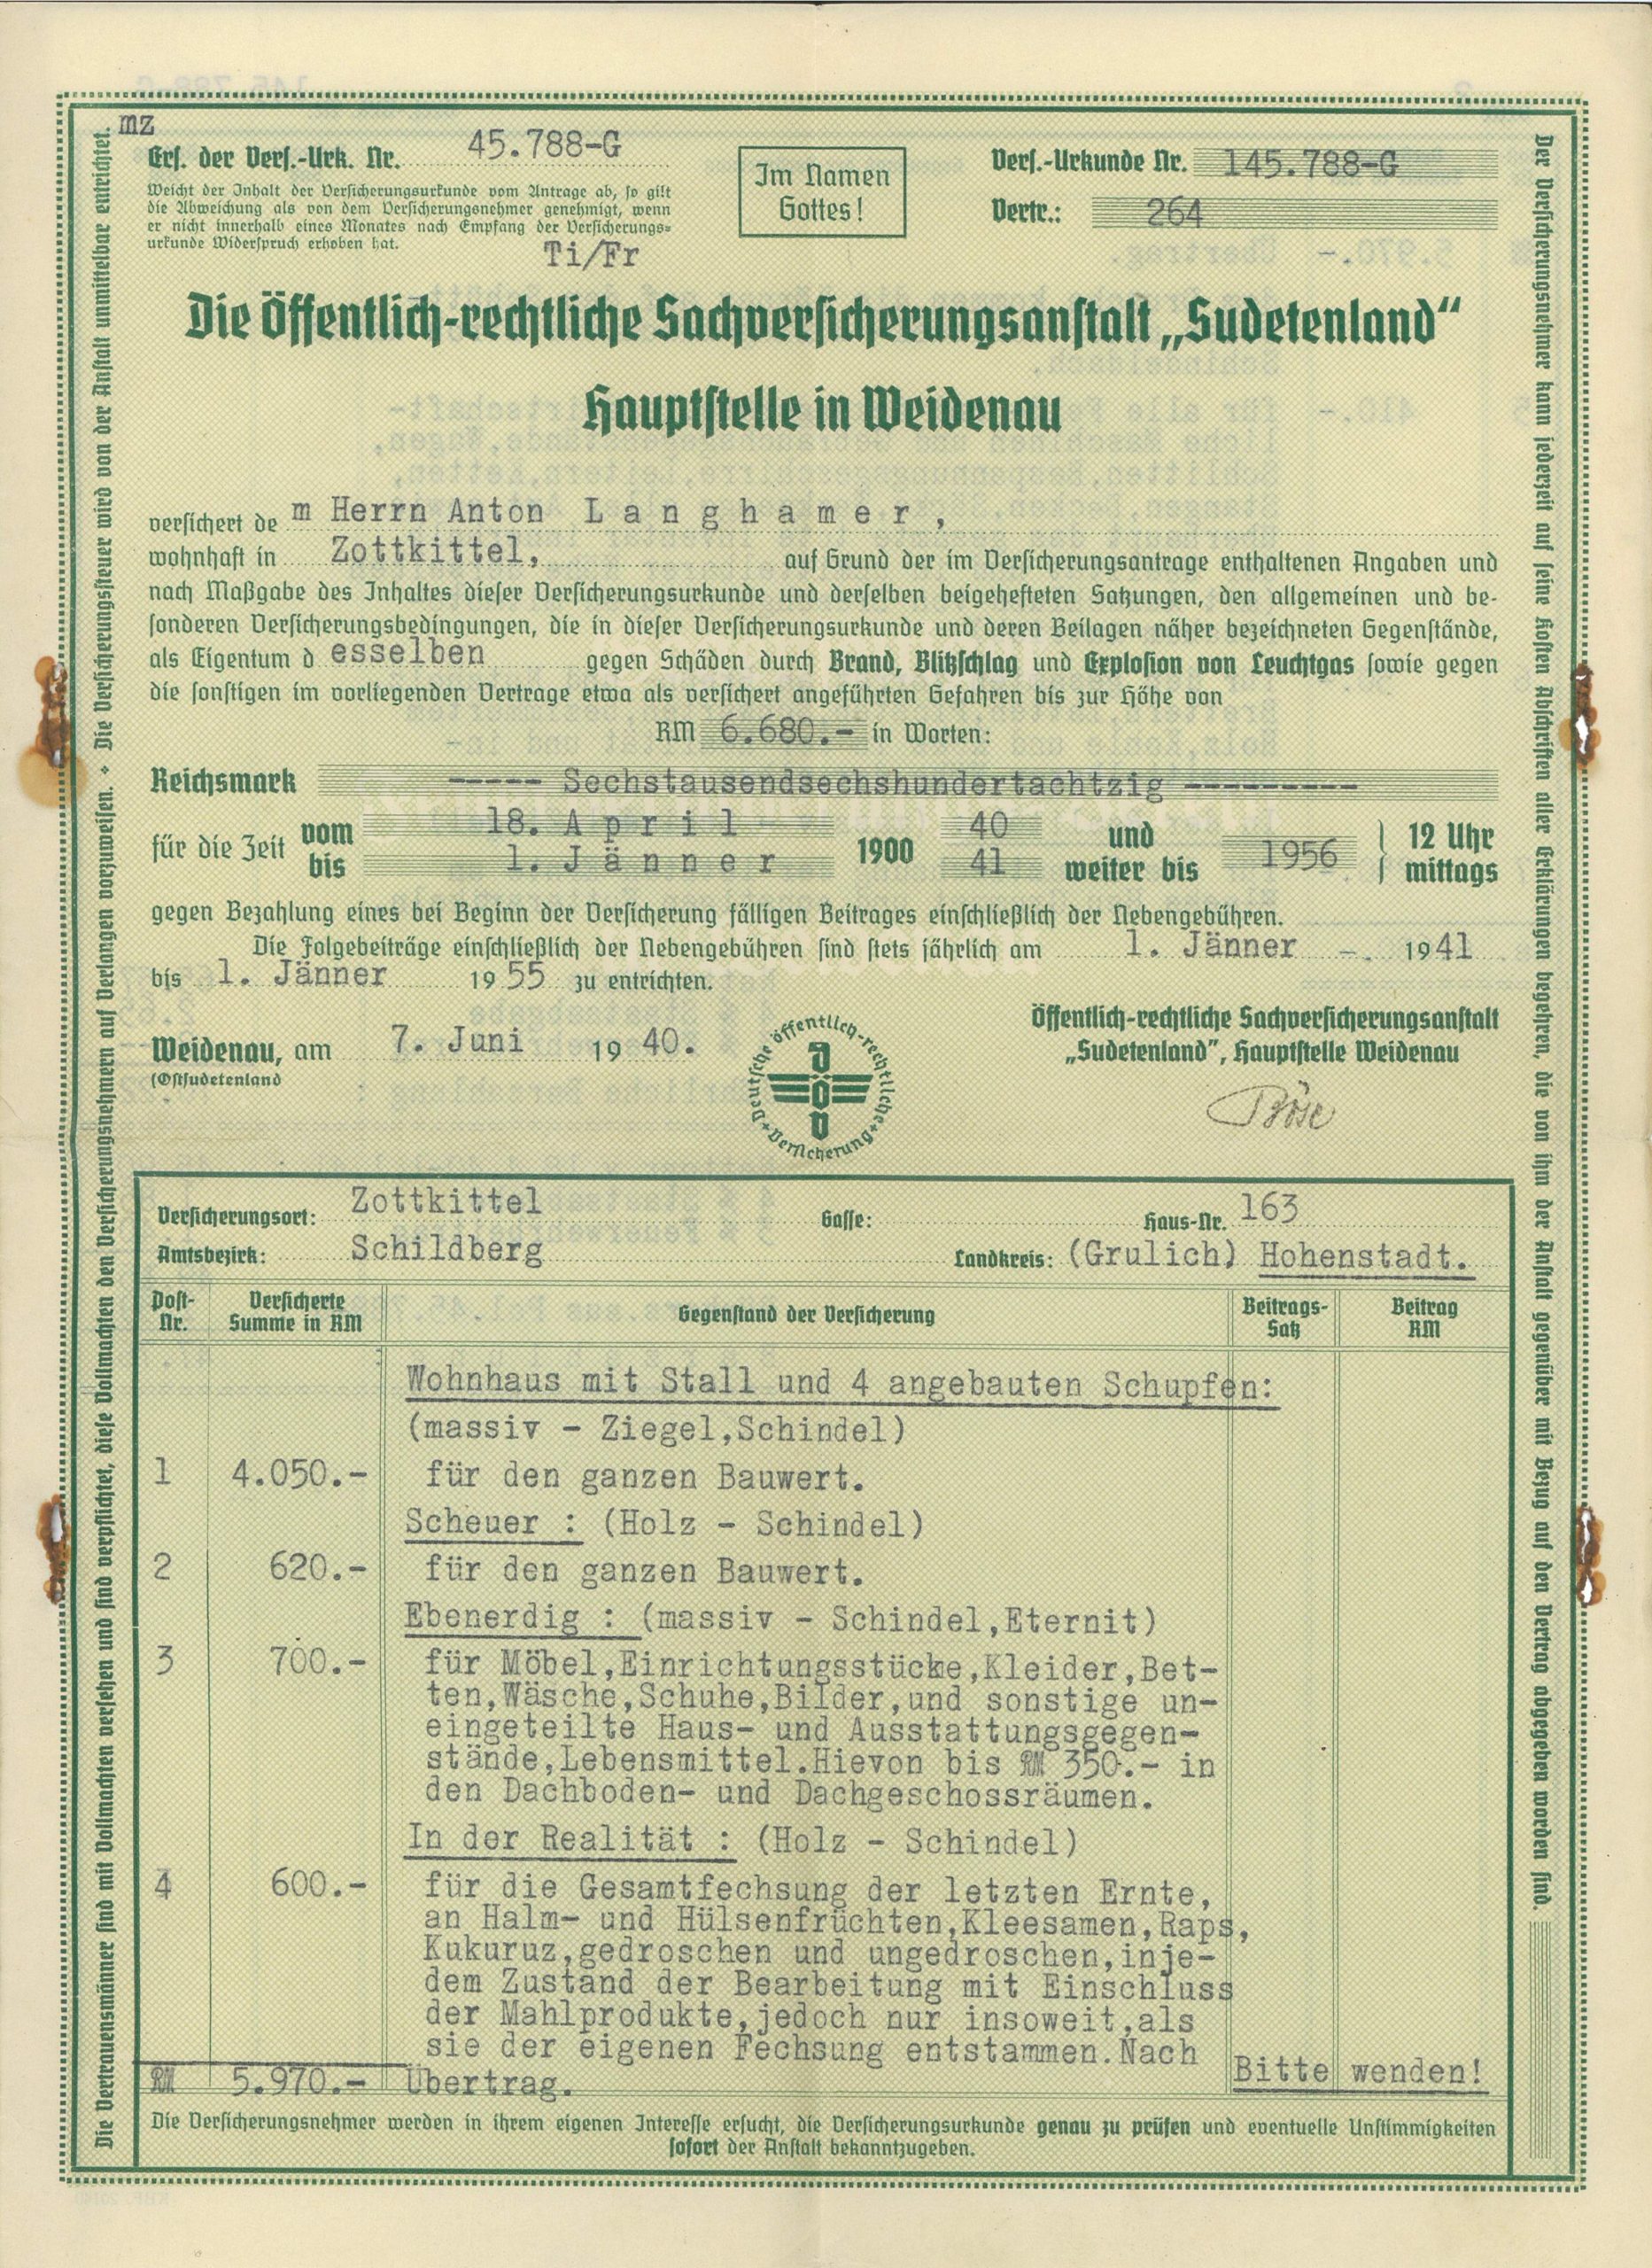 mz
Ers. der Vers.-Urk. Nr. 45.788-G
Weicht der Inhalt der Versicherungsurkunde vom Antrage ab, so gilt
die Abweichung als von dem Versicherungsnehmer genehmigt, wenn
er nicht innerhalb eines Monates nach Empfang der Versicherungs-
urkunde Widerspruch erhoben hat.
Ti/Fr
Im Namen
Gottes!
Vers.-Urkunde Nr. 145.788-G
Vertr.: 264
Die Öffentlich-rechtliche Sachversicherungsanstalt „Sudetenland“
Hauptstelle in Weidenau
versichert de m Herrn Anton L a n g h a m e r ,
wohnhaft in Zottkittel, auf Grund der im Versicherungsantrage enthaltenen Angaben und
nach Maßgabe des Inhaltes dieser Versicherungsurkunde und derselben beigehefteten Satzungen, den allgemeinen und be-
sonderen Versicherungsbedingungen, die in dieser Versicherungsurkunde und deren Beilagen näher bezeichneten Gegenstände,
als Eigentum d esselben gegen Schäden durch Brand, Blitzschlag und Explosion von Leuchtgas sowie gegen
die sonstigen im vorliegenden Vertrage etwa als versichert angeführten Gefahren bis zur Höhe von
RM 6.680.- in Worten:
Reichsmark ----- Sechstausendsechshundertachtzig ---------
für die Zeit vom 18. A p r i l 1900 40 und 12 Uhr
bis 1. J ä n n e r 41 weiter bis 1956 mittags
gegen Bezahlung eines bei Beginn der Versicherung fälligen Beitrages einschließlich der Nebengebühren.
Die Folgebeiträge einschließlich der Nebengebühren sind stets jährlich am 1. Jänner -. 1941
bis 1. Jänner 1955 zu entrichten.
Weidenau, am 7. Juni 1940.
(Ostsudetenland
Deutsche öffentlich-rechtliche Versicherung
Öffentlich-rechtliche Sachversicherungsanstalt
„Sudetenland“, Hauptstelle Weidenau
Böse
Versicherungsort: Zottkittel Gasse: Haus-Nr. 163
Amtsbezirk: Schildberg Landkreis: (Grulich) Hohenstadt.
Post-Nr. Versicherte Summe in RM Gegenstand der Versicherung Beitrags-Satz Beitrag RM
Wohnhaus mit Stall und 4 angebauten Schupfen:
(massiv - Ziegel,Schindel)
1 4.050.- für den ganzen Bauwert.
Scheuer : (Holz - Schindel)
2 620.- für den ganzen Bauwert.
Ebenerdig : (massiv - Schindel,Eternit)
3 700.- für Möbel,Einrichtungsstücke,Kleider,Bet-
ten,Wäsche,Schuhe,Bilder,und sonstige un-
eingeteilte Haus- und Ausstattungsgegen-
stände,Lebensmittel.Hievon bis RM 350.- in
den Dachboden- und Dachgeschossräumen.
In der Realität : (Holz - Schindel)
4 600.- für die Gesamtfechsung der letzten Ernte,
an Halm- und Hülsenfrüchten,Kleesamen,Raps,
Kukuruz,gedroschen und ungedroschen,inje-
dem Zustand der Bearbeitung mit Einschluss
der Mahlprodukte,jedoch nur insoweit,als
sie der eigenen Fechsung entstammen.Nach
RM 5.970.- Übertrag. Bitte wenden!
Die Versicherungsnehmer werden in ihrem eigenen Interesse ersucht, die Versicherungsurkunde genau zu prüfen und eventuelle Unstimmigkeiten
sofort der Anstalt bekanntzugeben.
Die Vertrauensmänner sind mit Vollmachten versehen und sind verpflichtet, diese Vollmachten den Versicherungsnehmern auf Verlangen vorzuweisen. * Die Versicherungssteuer wird von der Anstalt unmittelbar entrichtet.
Der Versicherungsnehmer kann jederzeit auf seine Kosten Abschriften aller Erklärungen begehren, die von ihm der Anstalt gegenüber mit Bezug auf den Vertrag abgegeben worden sind.